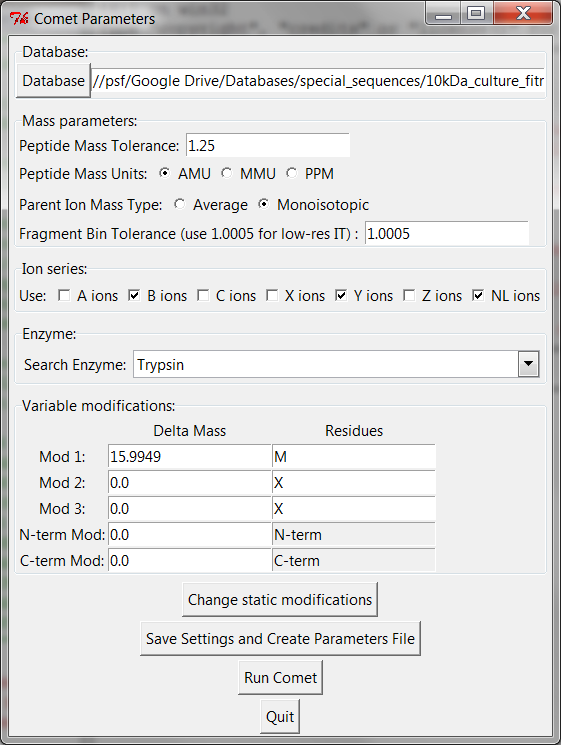 Comet Parameters
Database:
Database //psf/Google Drive/Databases/special_sequences/10kDa_culture_fitr
Mass parameters:
Peptide Mass Tolerance: 1.25
Peptide Mass Units: AMU MMU PPM
Parent Ion Mass Type: Average Monoisotopic
Fragment Bin Tolerance (use 1.0005 for low-res IT) : 1.0005
Ion series:
Use: A ions B ions C ions X ions Y ions Z ions NL ions
Enzyme:
Search Enzyme: Trypsin
Variable modifications:
Delta Mass Residues
Mod 1: 15.9949 M
Mod 2: 0.0 X
Mod 3: 0.0 X
N-term Mod: 0.0 N-term
C-term Mod: 0.0 C-term
Change static modifications
Save Settings and Create Parameters File
Run Comet
Quit